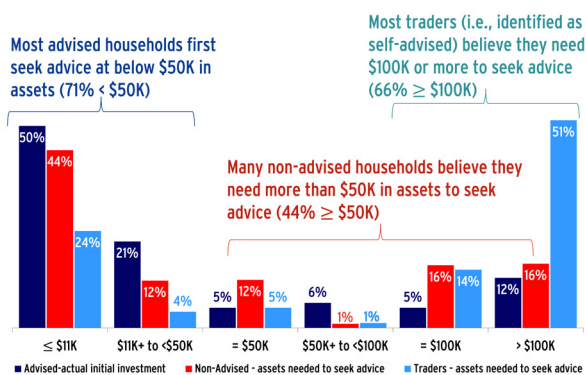 Most traders (i.e., identified as
self-advised) believe they need
$100K or more to seek advice
(66% ≥ $100K)
Most advised households first
seek advice at below $50K in
assets (71% < $50K)
Many non-advised households believe they
need more than $50K in assets to seek
advice (44% ≥ $50K)
50% 44% 24% 21% 12% 4% 5% 12% 5% 6% 1% 1% 5% 16% 14% 12% 16% 51%
≤ $11K $11K+ to <$50K = $50K $50K+ to <$100K = $100K > $100K
Advised-actual initial investment Non-Advised - assets needed to seek advice Traders - assets needed to seek advice